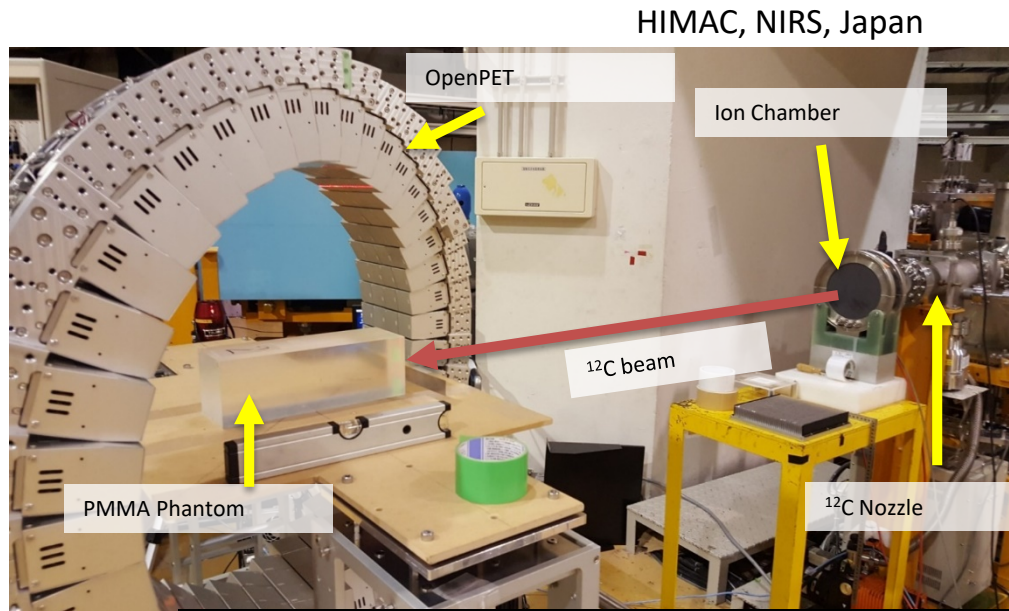 HIMAC, NIRS, Japan
OpenPET
Ion Chamber
¹²C beam
PMMA Phantom
¹²C Nozzle